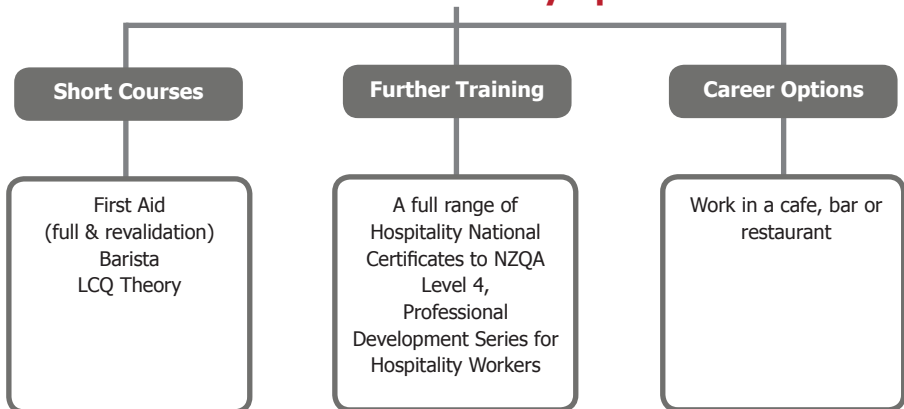 Short Courses
Further Training
Career Options
First Aid
(full & revalidation)
Barista
LCQ Theory
A full range of
Hospitality National
Certificates to NZQA
Level 4,
Professional
Development Series for
Hospitality Workers
Work in a cafe, bar or
restaurant